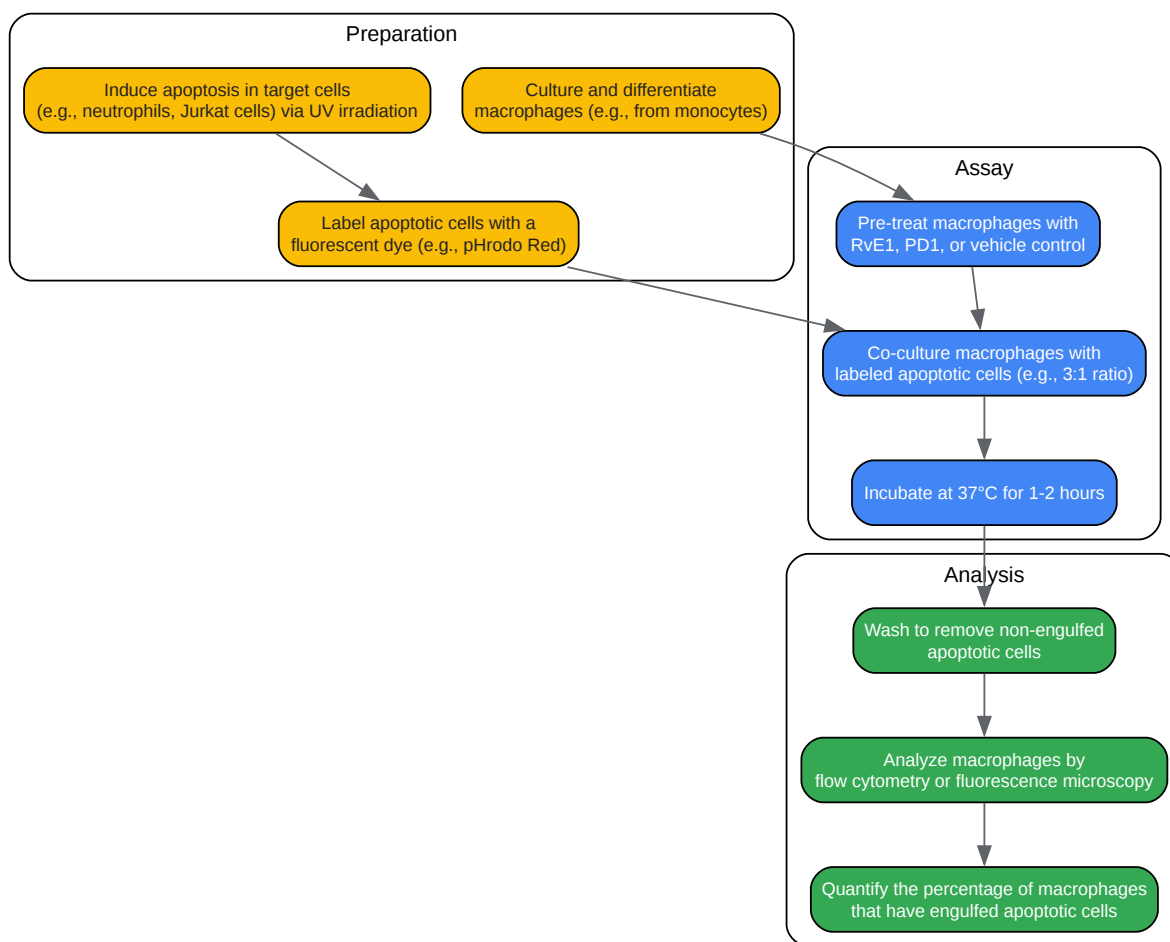 Preparation
Induce apoptosis in target cells
(e.g., neutrophils, Jurkat cells) via UV irradiation
Culture and differentiate
macrophages (e.g., from monocytes)
Label apoptotic cells with a
fluorescent dye (e.g., pHrodo Red)
Assay
Pre-treat macrophages with
RvE1, PD1, or vehicle control
Co-culture macrophages with
labeled apoptotic cells (e.g., 3:1 ratio)
Incubate at 37°C for 1-2 hours
Analysis
Wash to remove non-engulfed
apoptotic cells
Analyze macrophages by
flow cytometry or fluorescence microscopy
Quantify the percentage of macrophages
that have engulfed apoptotic cells